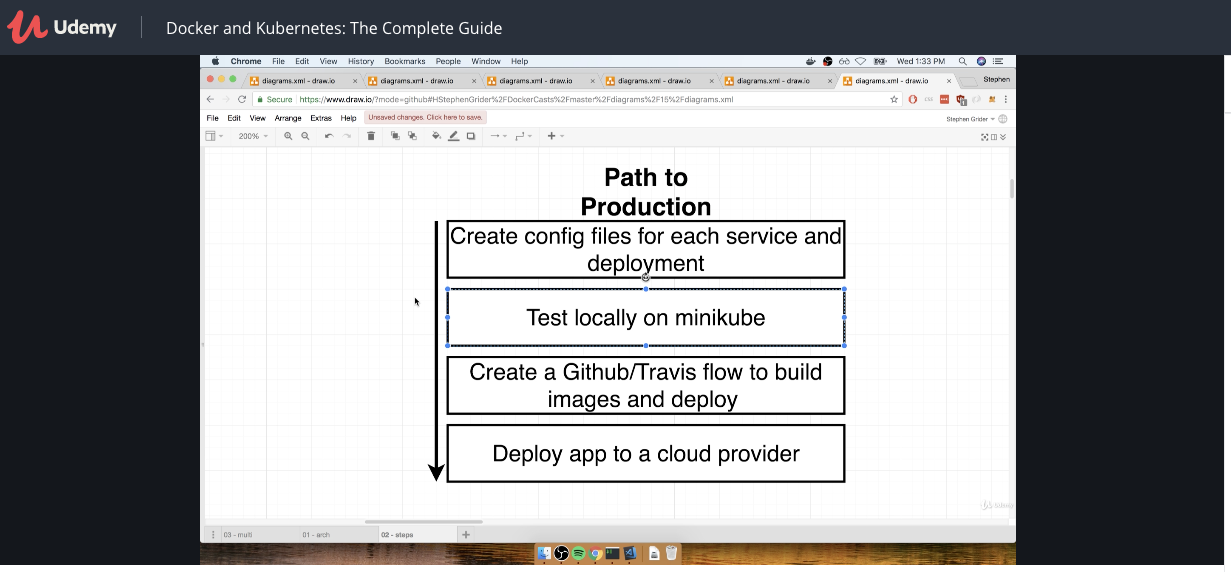 Udemy
Docker and Kubernetes: The Complete Guide
Chrome File Edit View History Bookmarks People Window Help Wed 1:33 PM
diagrams.xml - draw.io diagrams.xml - draw.io diagrams.xml - draw.io diagrams.xml - draw.io diagrams.xml - draw.io diagrams.xml - draw.io Stephen
Secure https://www.draw.io/?mode=github#HStephenGrider%2FDockerCasts%2Fmaster%2Fdiagrams%2F15%2Fdiagrams.xml
File Edit View Arrange Extras Help Unsaved changes. Click here to save. Stephen Grider
200%
Path to
Production
Create config files for each service and
deployment
Test locally on minikube
Create a Github/Travis flow to build
images and deploy
Deploy app to a cloud provider
Udemy
03 - multi 01 - arch 02 - steps